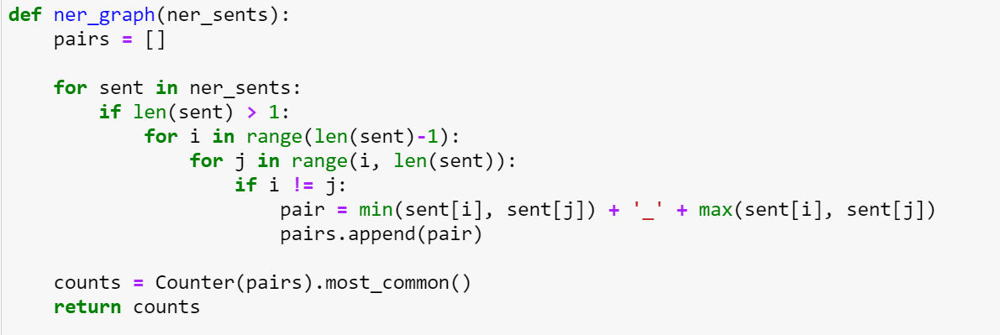 def ner_graph(ner_sents):
    pairs = []

    for sent in ner_sents:
        if len(sent) > 1:
            for i in range(len(sent)-1):
                for j in range(i, len(sent)):
                    if i != j:
                        pair = min(sent[i], sent[j]) + '_' + max(sent[i], sent[j])
                        pairs.append(pair)

    counts = Counter(pairs).most_common()
    return counts